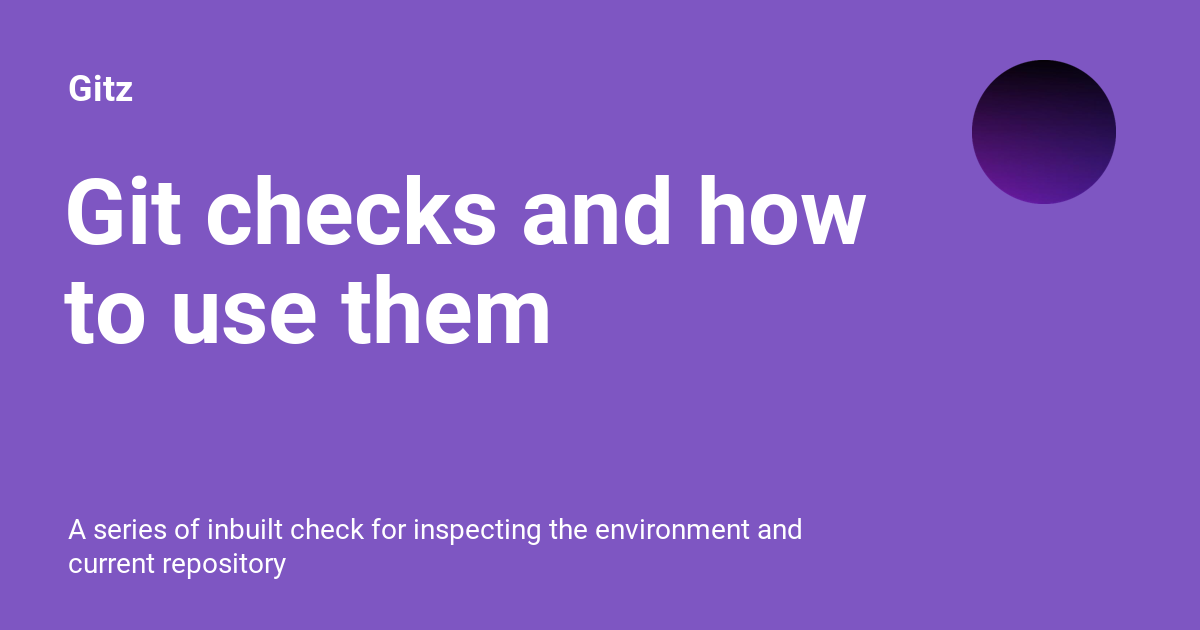 Gitz
Git checks and how
to use them
A series of inbuilt check for inspecting the environment and
current repository